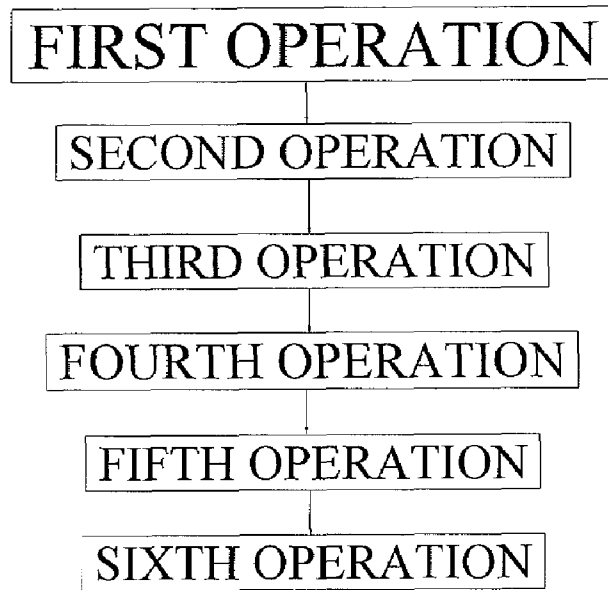 FIRST OPERATION
SECOND OPERATION
THIRD OPERATION
FOURTH OPERATION
FIFTH OPERATION
SIXTH OPERATION